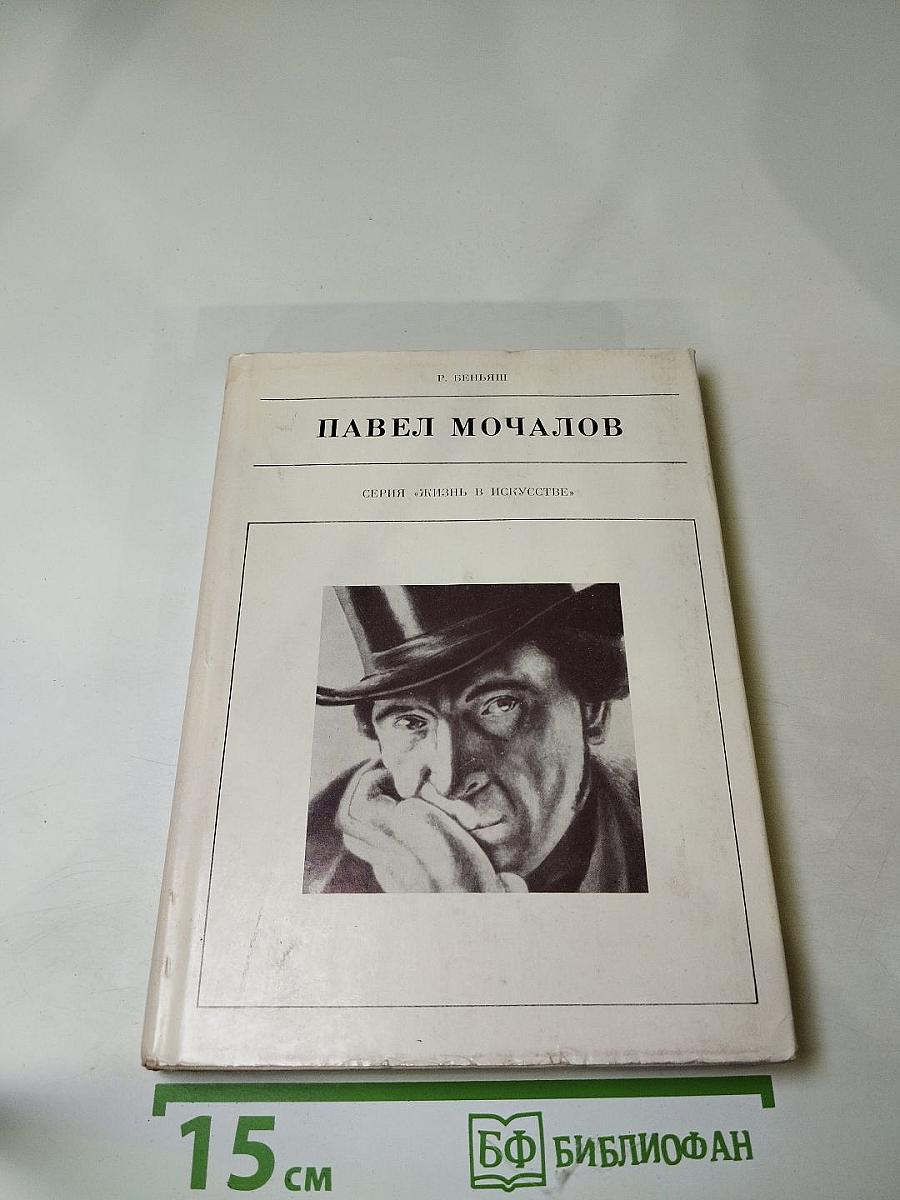 Р. БЕНЬЯШ
ПАВЕЛ МОЧАЛОВ
СЕРИЯ «ЖИЗНЬ В ИСКУССТВЕ»
15 см
БФ БИБЛИОФАН